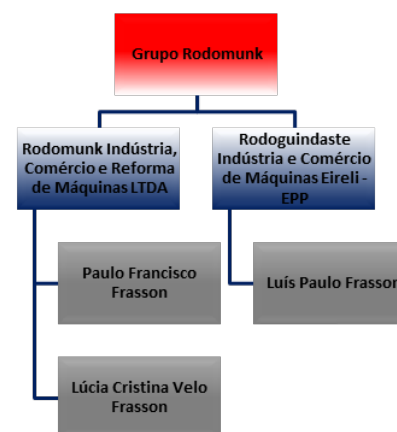 Grupo Rodomunk
Rodomunk Indústria,
Comércio e Reforma
de Máquinas LTDA
Rodoguindaste
Indústria e Comércio
de Máquinas Eireli -
EPP
Paulo Francisco
Frasson
Luís Paulo Frasson
Lúcia Cristina Velo
Frasson